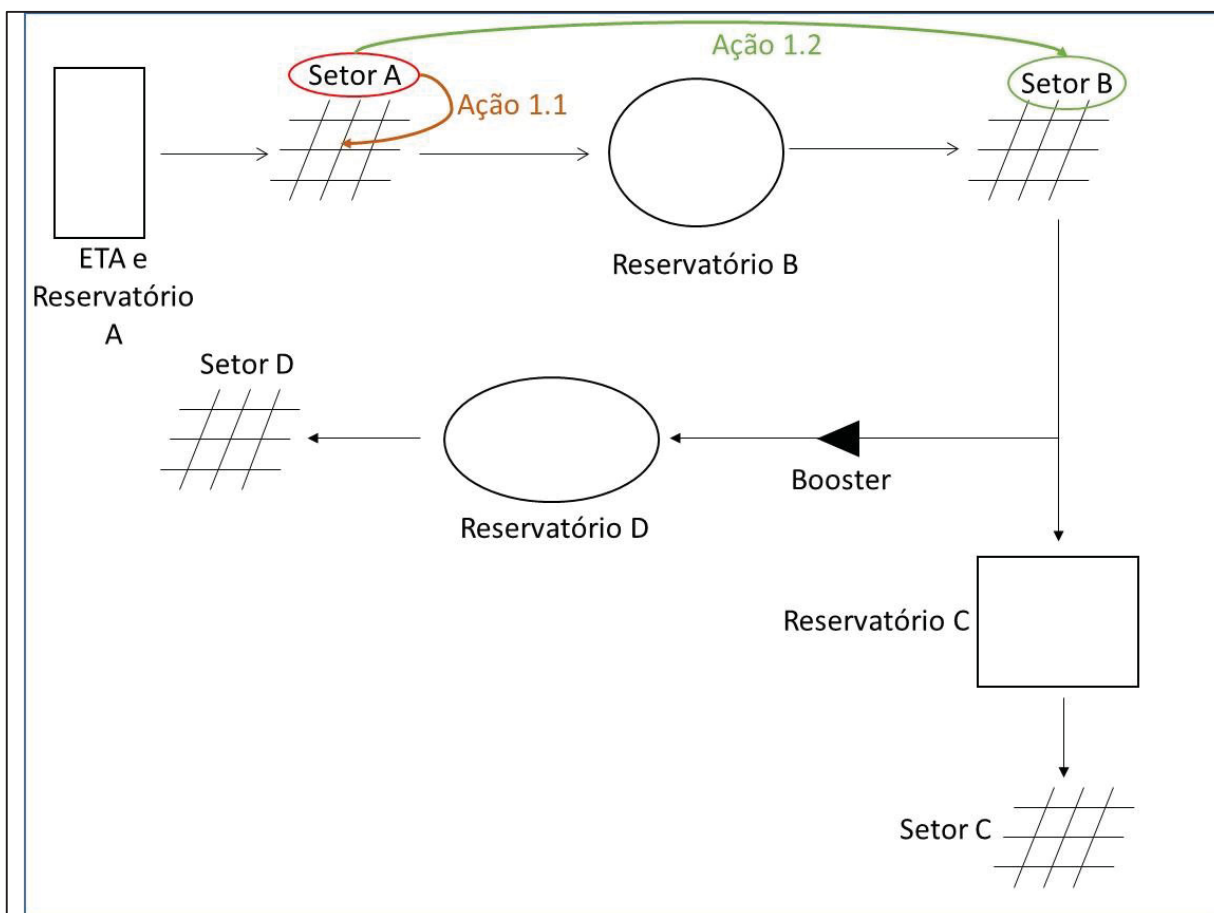 Ação 1.2
Setor A
Setor B
Ação 1.1
ETA e
Reservatório
A
Reservatório B
Setor D
Booster
Reservatório D
Reservatório C
Setor C